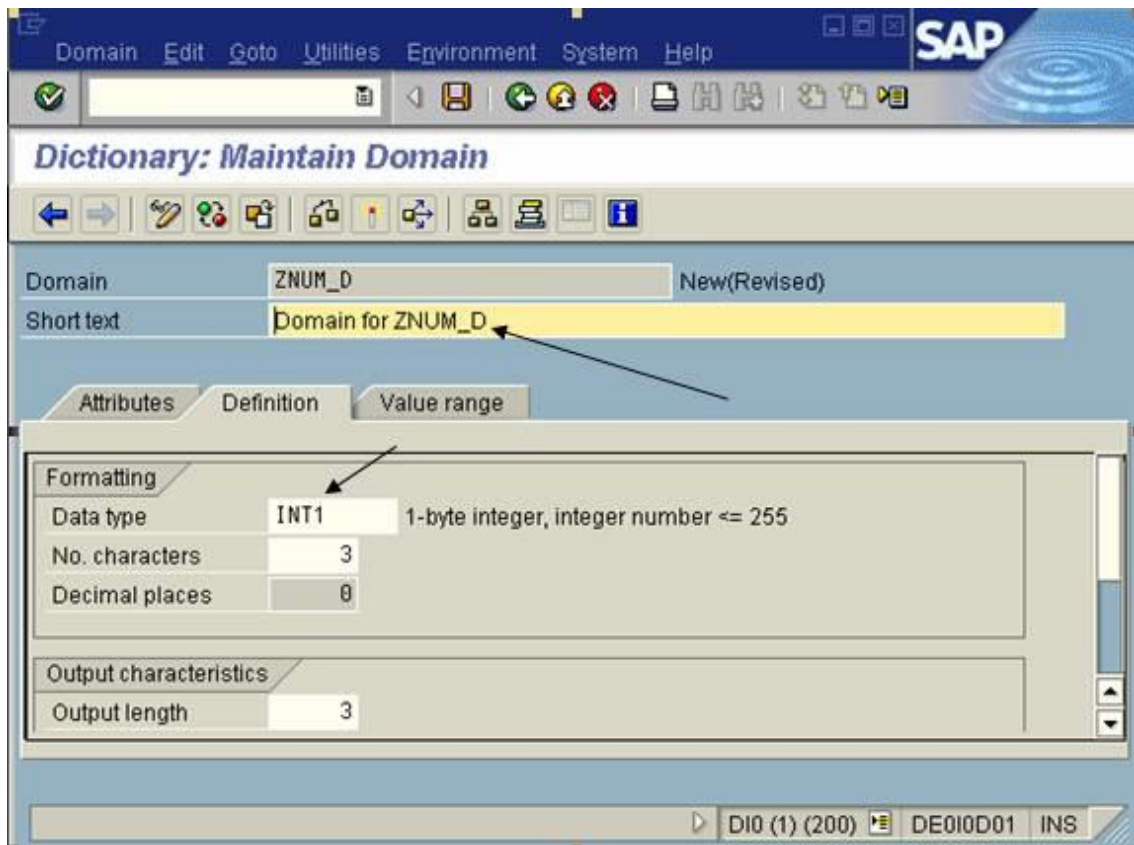 Domain Edit Goto Utilities Environment System Help
SAP
Dictionary: Maintain Domain
Domain ZNUM_D New(Revised)
Short text Domain for ZNUM_D
Attributes Definition Value range
Formatting
Data type INT1 1-byte integer, integer number <= 255
No. characters 3
Decimal places 0
Output characteristics
Output length 3
DI0 (1) (200) DE0I0D01 INS